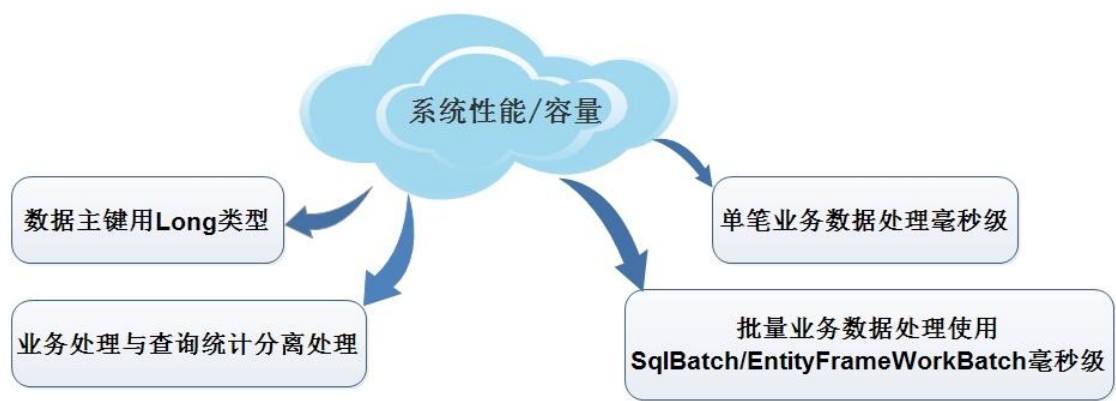 系统性能/容量
数据主键用Long类型
单笔业务数据处理毫秒级
业务处理与查询统计分离处理
批量业务数据处理使用
SqlBatch/EntityFrameWorkBatch毫秒级